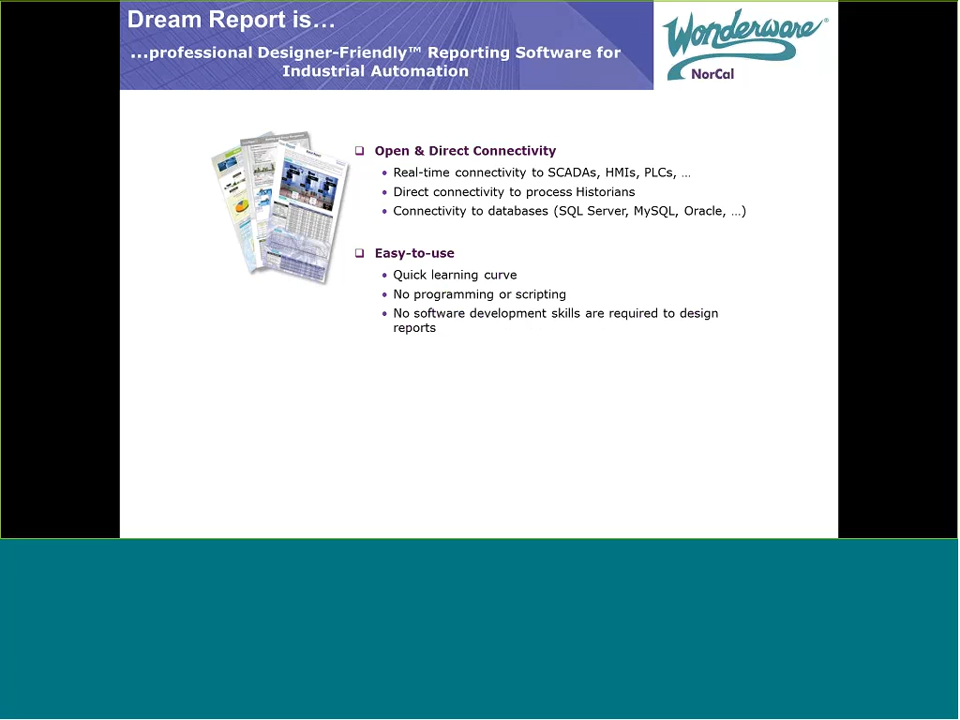 Dream Report is...
...professional Designer-Friendly™ Reporting Software for
Industrial Automation
Wonderware®
NorCal
❑ Open & Direct Connectivity
• Real-time connectivity to SCADAs, HMIs, PLCs, ...
• Direct connectivity to process Historians
• Connectivity to databases (SQL Server, MySQL, Oracle, ...)
❑ Easy-to-use
• Quick learning curve
• No programming or scripting
• No software development skills are required to design
reports